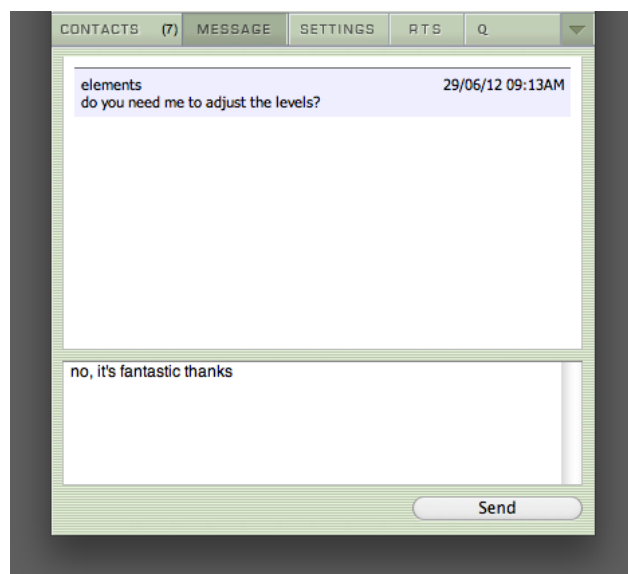 CONTACTS (7) MESSAGE SETTINGS RTS Q
elements 29/06/12 09:13AM
do you need me to adjust the levels?
no, it's fantastic thanks
Send